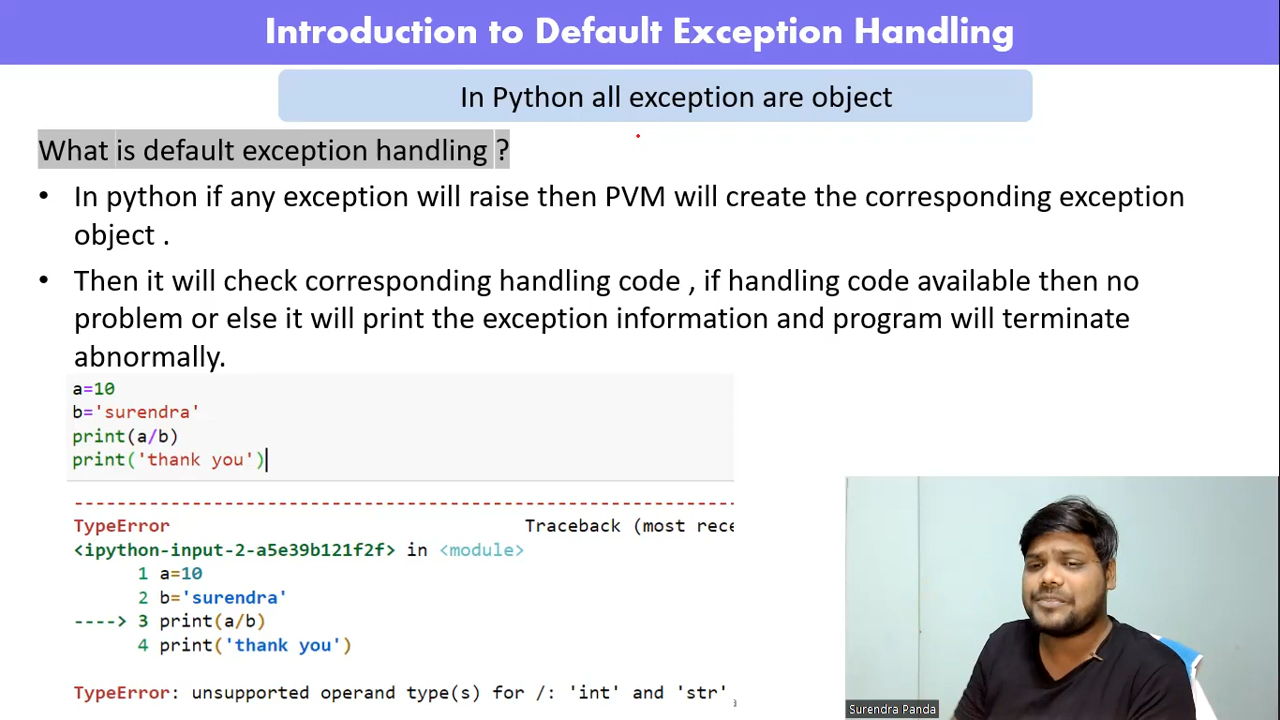 Introduction to Default Exception Handling
In Python all exception are object
What is default exception handling ?
• In python if any exception will raise then PVM will create the corresponding exception
object .
• Then it will check corresponding handling code , if handling code available then no
problem or else it will print the exception information and program will terminate
abnormally.
a=10
b='surendra'
print(a/b)
print('thank you')
---------------------------------------------------------
TypeError Traceback (most rece
<ipython-input-2-a5e39b121f2f> in <module>
1 a=10
2 b='surendra'
----> 3 print(a/b)
4 print('thank you')
TypeError: unsupported operand type(s) for /: 'int' and 'str'
Surendra Panda